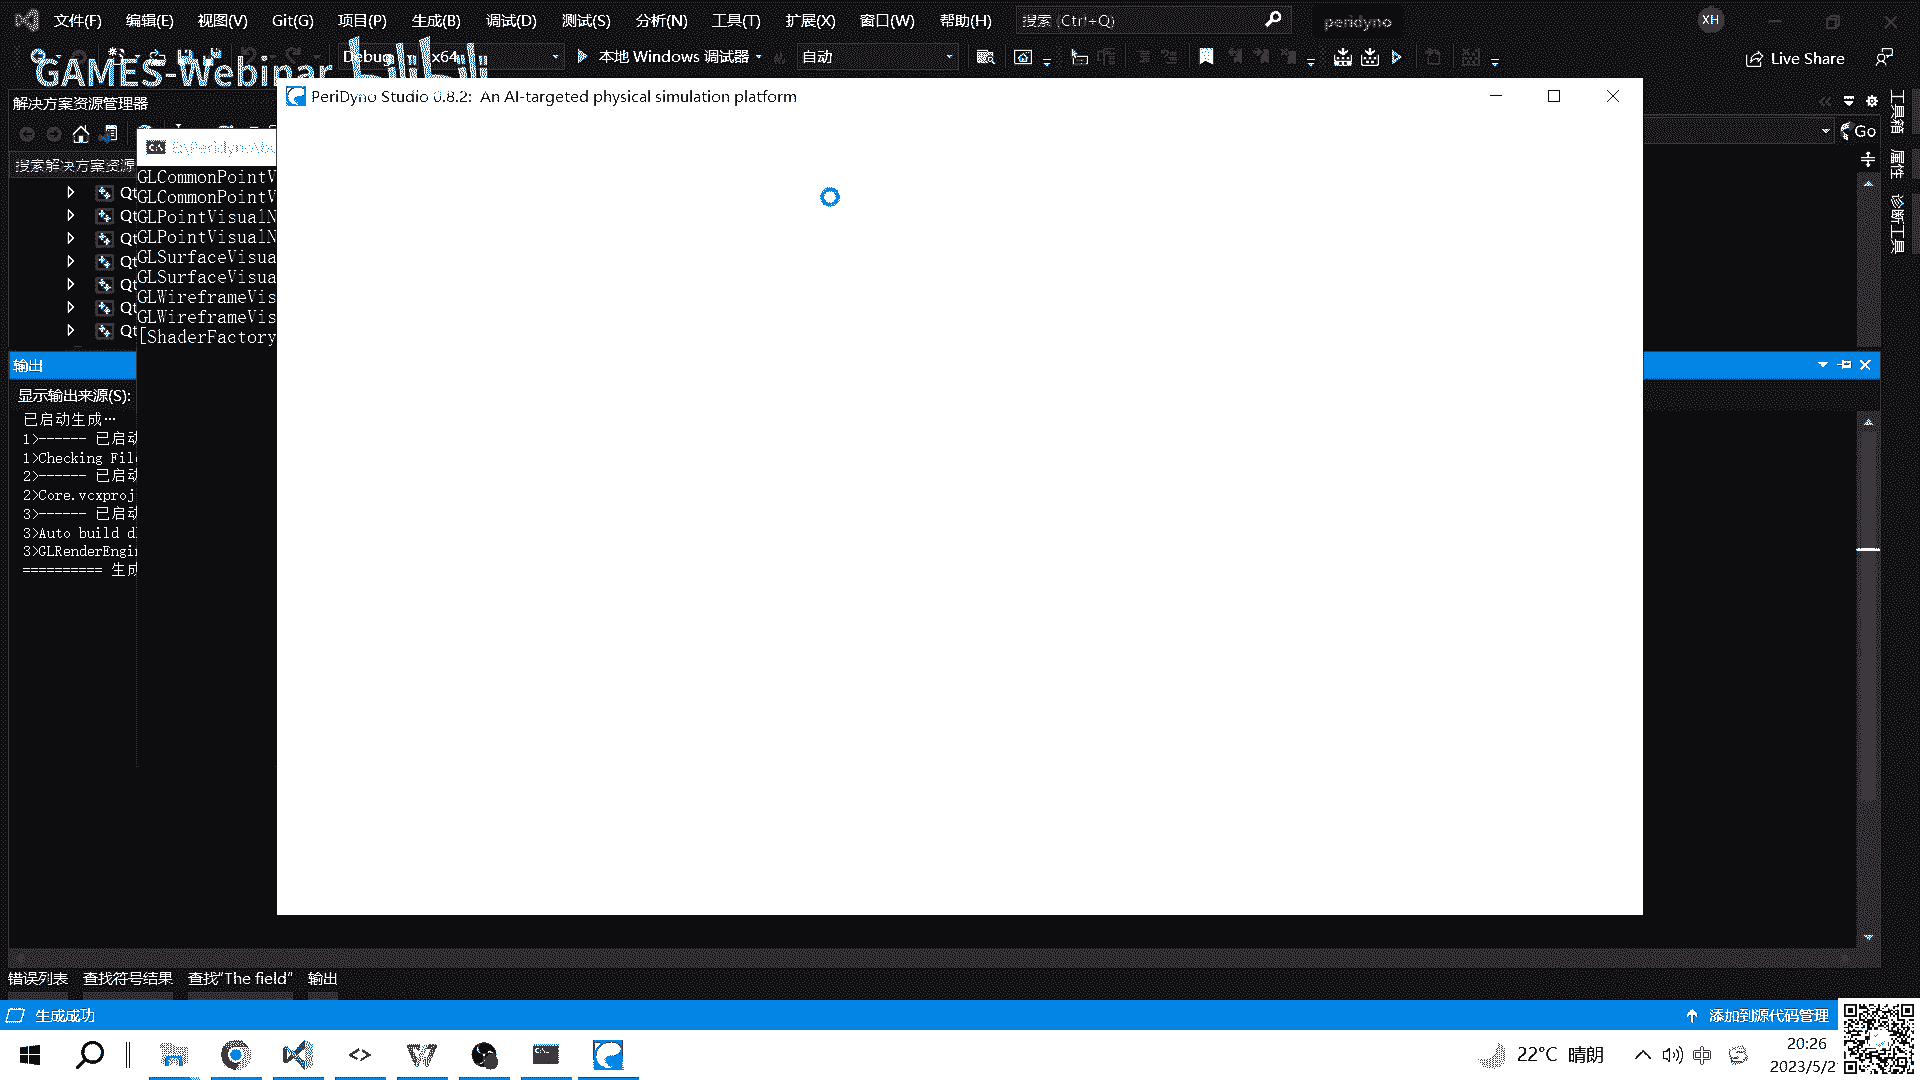 文件(F) 编辑(E) 视图(V) Git(G) 项目(P) 生成(B) 调试(D) 测试(S) 分析(N) 工具(T) 扩展(X) 窗口(W) 帮助(H) 搜索 (Ctrl+Q) peridyno XH
Debug x64 本地 Windows 调试器 自动 Live Share
GAMES-Webinar bilibili
解决方案资源管理器
PeriDyno Studio 0.8.2: An AI-targeted physical simulation platform
Go
工具箱
属性
诊断工具
搜索解决方案资源
Qt
Qt
Qt
Qt
Qt
Qt
Qt
GLCommonPointV
GLCommonPointV
GLPointVisualN
GLPointVisualN
GLSurfaceVisua
GLSurfaceVisua
GLWireframeVis
GLWireframeVis
[ShaderFactory
输出
显示输出来源(S):
已启动生成…
1>------ 已启动
1>Checking File
2>------ 已启动
2>Core.vcxproj
3>------ 已启动
3>Auto build
3>GLRenderEngin
========== 生成
错误列表 查找符号结果 查找"The field" 输出
生成成功 添加到源代码管理
22°C 晴朗 中 20:26
2023/5/2